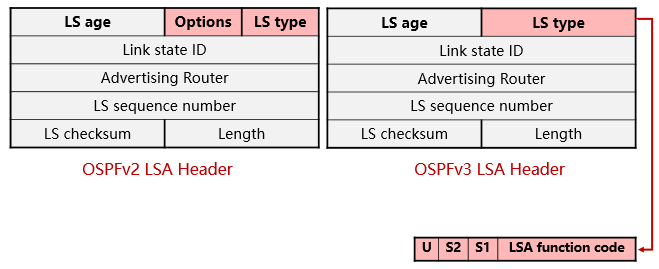 LS age Options LS type
Link state ID
Advertising Router
LS sequence number
LS checksum Length
OSPFv2 LSA Header
LS age LS type
Link state ID
Advertising Router
LS sequence number
LS checksum Length
OSPFv3 LSA Header
U S2 S1 LSA function code